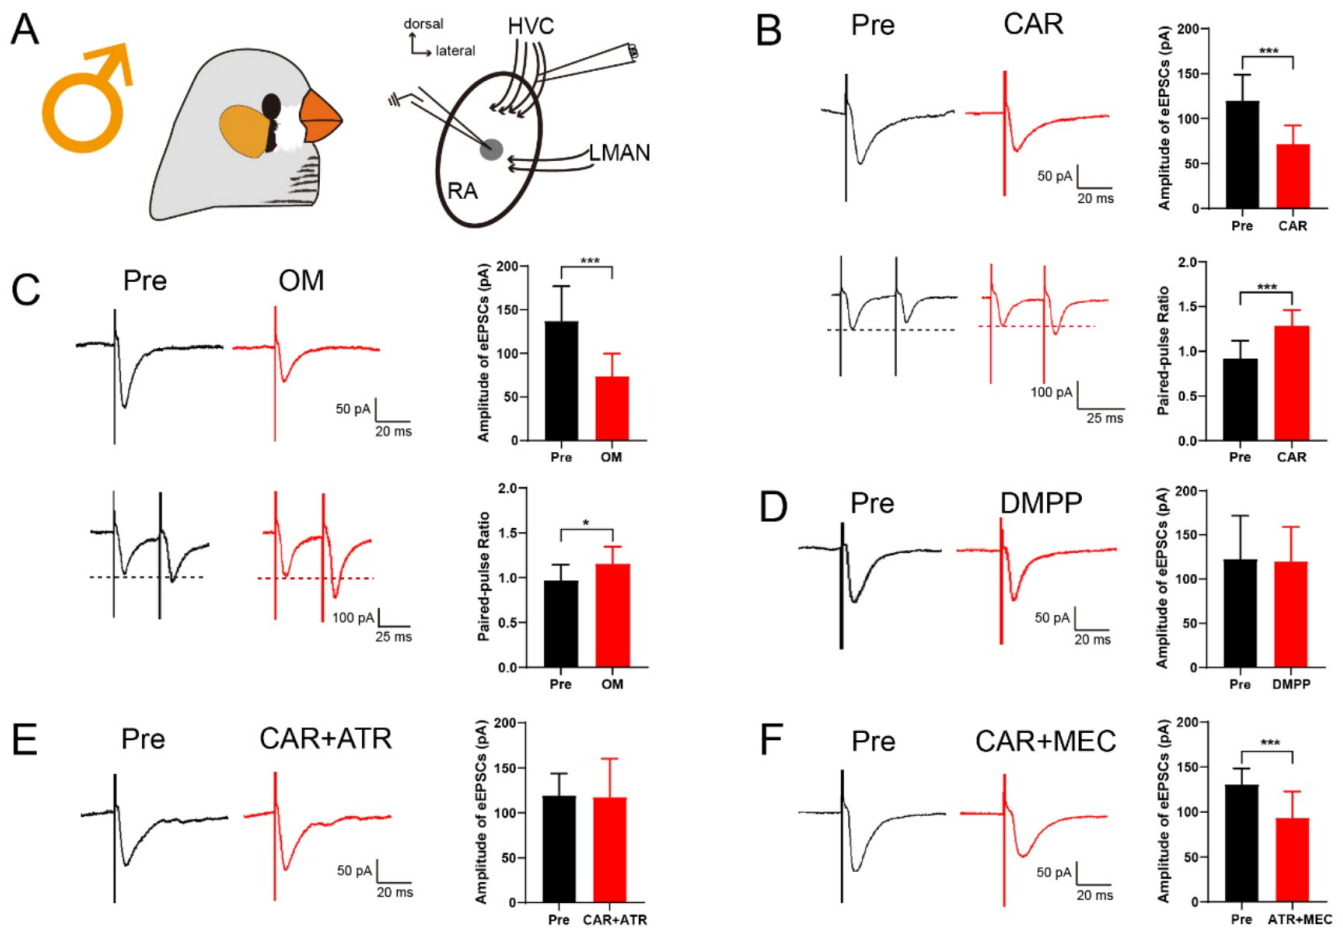 A
dorsal
lateral
HVC
LMAN
RA
B
Pre
CAR
50 pA
20 ms
Amplitude of eEPSCs (pA)
200
150
100
50
0
***
Pre
CAR
100 pA
25 ms
Paired-pulse Ratio
2.0
1.5
1.0
0.5
0.0
***
Pre
CAR
C
Pre
OM
50 pA
20 ms
Amplitude of eEPSCs (pA)
200
150
100
50
0
***
Pre
OM
100 pA
25 ms
Paired-pulse Ratio
2.0
1.5
1.0
0.5
0.0
*
Pre
OM
D
Pre
DMPP
50 pA
20 ms
Amplitude of eEPSCs (pA)
200
150
100
50
0
Pre
DMPP
E
Pre
CAR+ATR
50 pA
20 ms
Amplitude of eEPSCs (pA)
200
150
100
50
0
Pre
CAR+ATR
F
Pre
CAR+MEC
50 pA
20 ms
Amplitude of eEPSCs (pA)
200
150
100
50
0
***
Pre
ATR+MEC